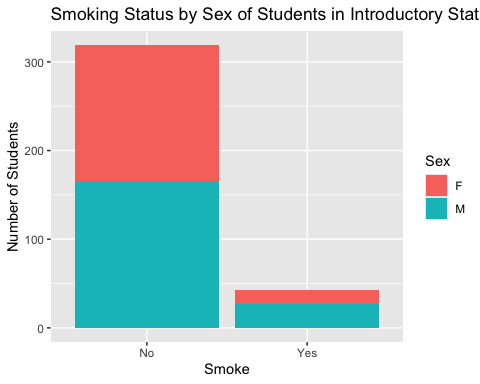 Smoking Status by Sex of Students in Introductory Stat
Number of Students
300
200
100
0
No
Yes
Smoke
Sex
F
M